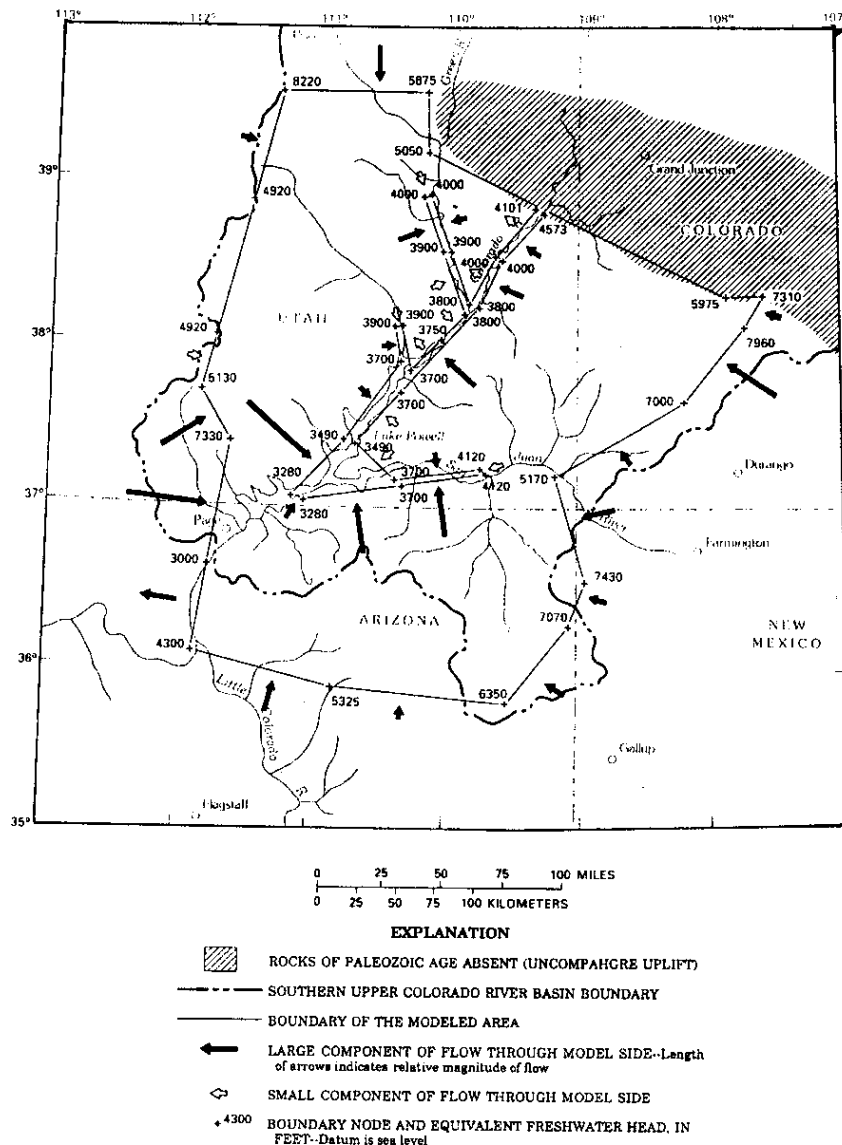 113°
112°
111°
110°
109°
108°
107
8220
5875
Green R
5050
39°
Grand Junction
4000
4000
4920
4101
4573
COLORADO
3900
3900
4000
4000
5975
7310
3800
3800
3800
UTAH
3900
3900
3750
38°
4920
7960
3700
3700
5130
3700
7000
7330
3490
Lake Powell
3490
4120
Juan
3280
3700
Durango
3700
5170
37°
3280
River
Farmington
3000
7430
ARIZONA
7070
NEW
MEXICO
36°
4300
Little
6350
5325
Colorado
Gallup
R
35°
Flagstaff
0 25 50 75 100 MILES
0 25 50 75 100 KILOMETERS
EXPLANATION
ROCKS OF PALEOZOIC AGE ABSENT (UNCOMPAHGRE UPLIFT)
SOUTHERN UPPER COLORADO RIVER BASIN BOUNDARY
BOUNDARY OF THE MODELED AREA
LARGE COMPONENT OF FLOW THROUGH MODEL SIDE--Length
of arrows indicates relative magnitude of flow
SMALL COMPONENT OF FLOW THROUGH MODEL SIDE
+4300 BOUNDARY NODE AND EQUIVALENT FRESHWATER HEAD, IN
FEET--Datum is sea level